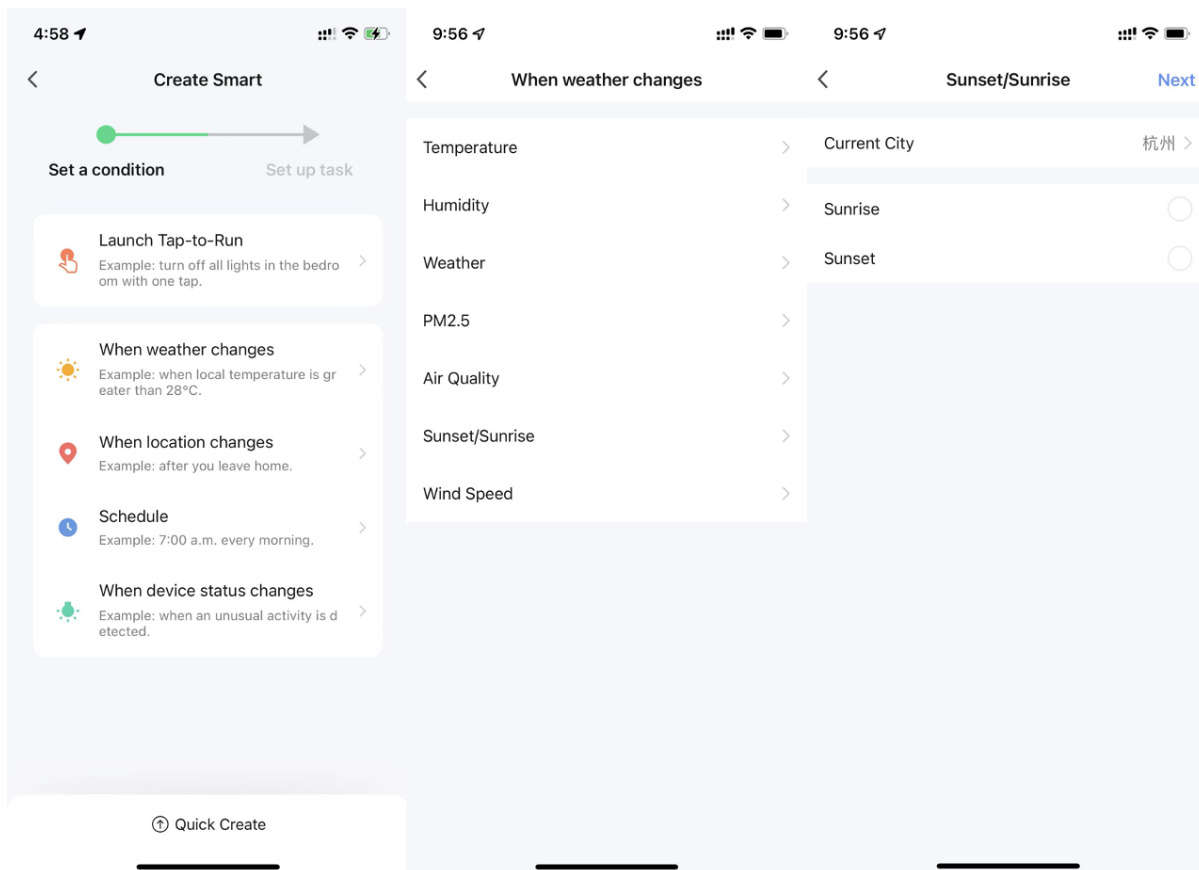 4:58
Create Smart
Set a condition
Set up task
Launch Tap-to-Run
Example: turn off all lights in the bedro
om with one tap.
When weather changes
Example: when local temperature is gr
eater than 28°C.
When location changes
Example: after you leave home.
Schedule
Example: 7:00 a.m. every morning.
When device status changes
Example: when an unusual activity is d
etected.
Quick Create
9:56
When weather changes
Temperature
Humidity
Weather
PM2.5
Air Quality
Sunset/Sunrise
Wind Speed
9:56
Sunset/Sunrise
Next
Current City
杭州
Sunrise
Sunset